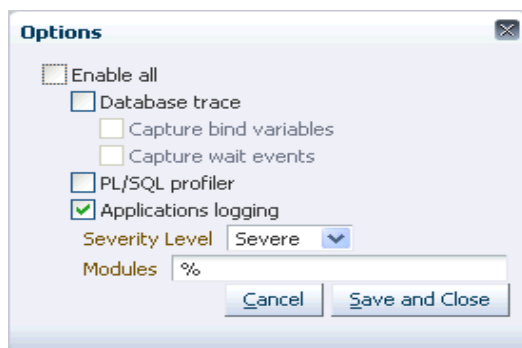 Options
Enable all
Database trace
Capture bind variables
Capture wait events
PL/SQL profiler
Applications logging
Severity Level Severe
Modules %
Cancel Save and Close